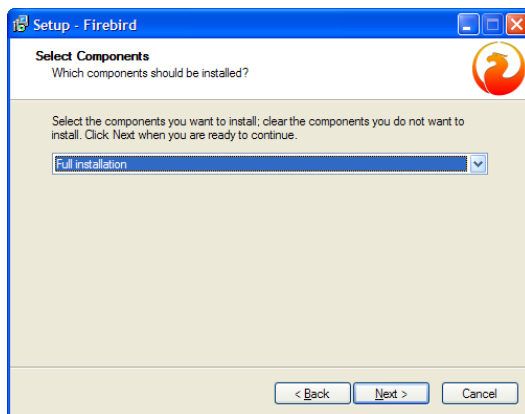 Setup - Firebird
Select Components
Which components should be installed?
Select the components you want to install; clear the components you do not want to
install. Click Next when you are ready to continue.
Full installation
< Back
Next >
Cancel